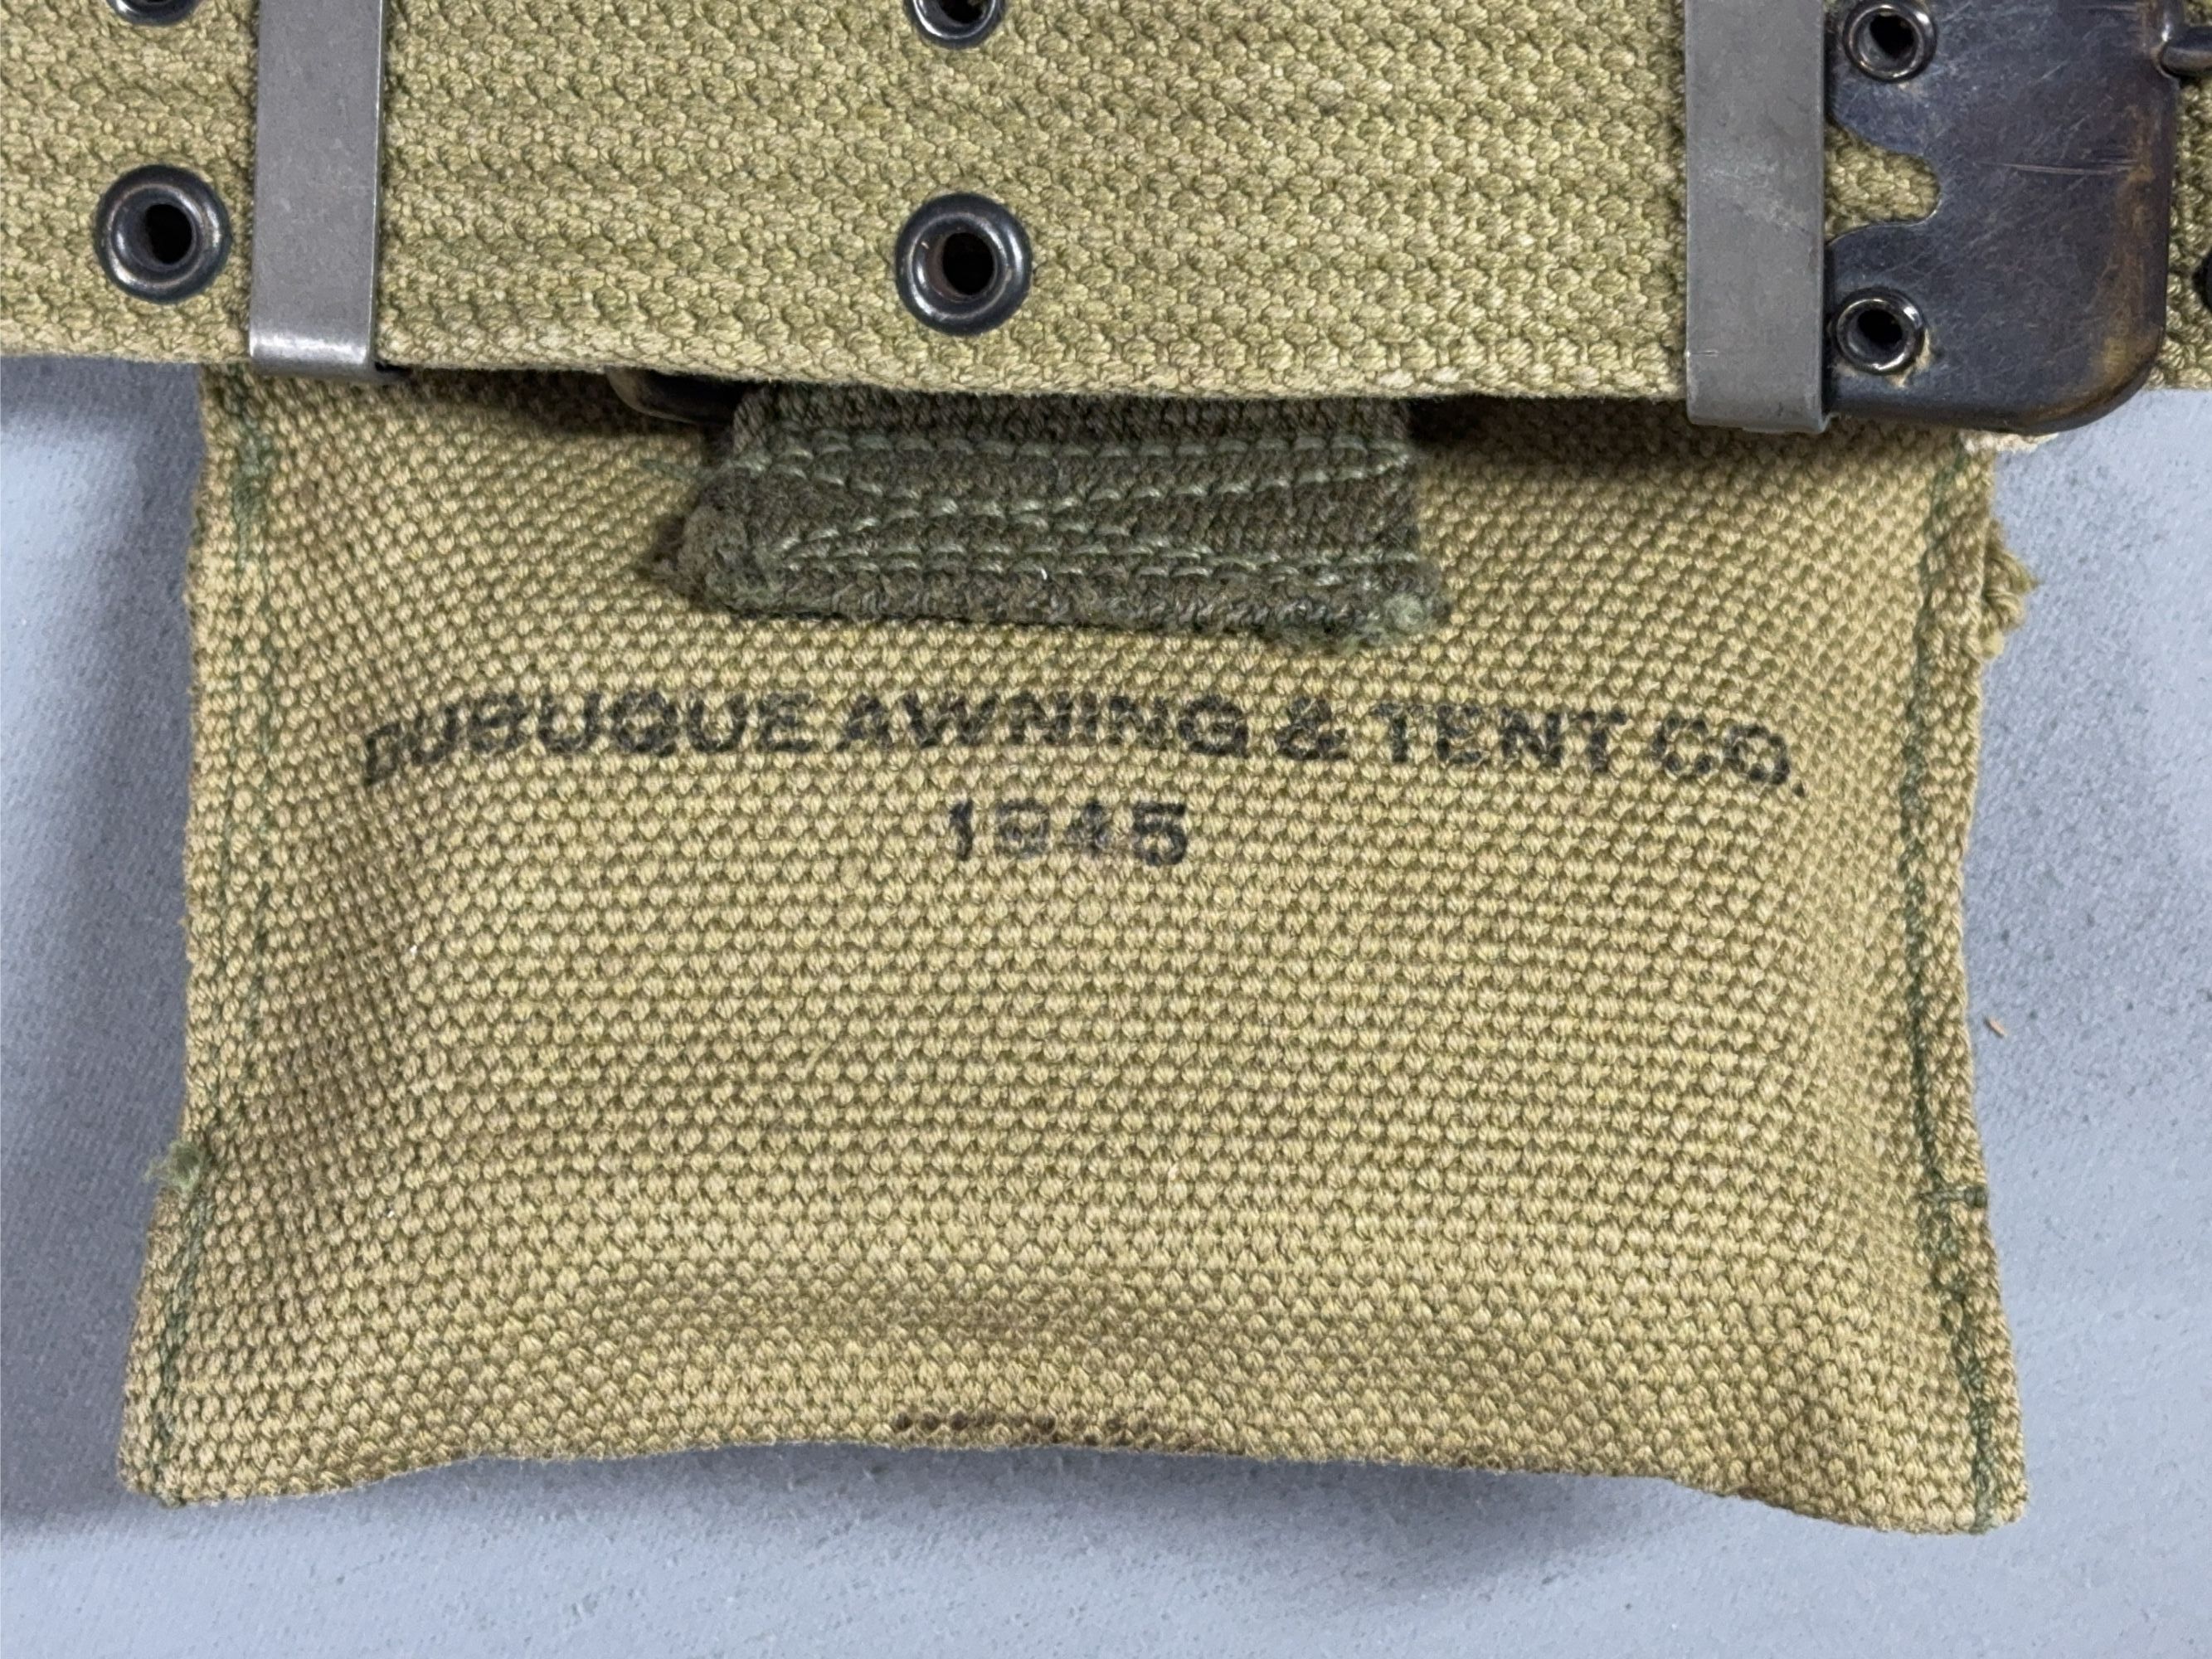 DUBUQUE AWNING & TENT CO.
1945